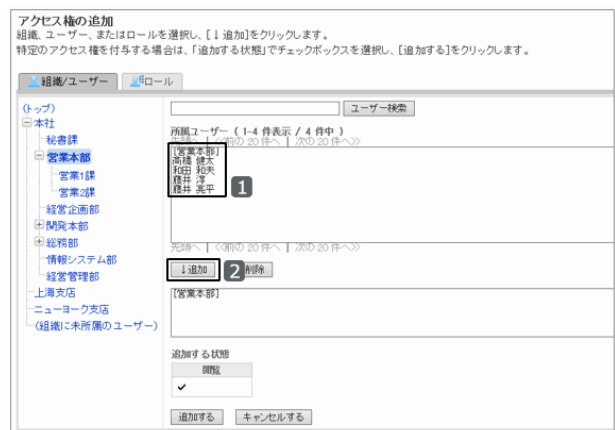 アクセス権の追加
組織、ユーザー、またはロールを選択し、[↓追加]をクリックします。
特定のアクセス権を付与する場合は、「追加する状態」でチェックボックスを選択し、[追加する]をクリックします。
組織/ユーザー
ロール
(トップ)
本社
秘書課
営業本部
営業1課
営業2課
経営企画部
開発本部
総務部
情報システム部
経営管理部
上海支店
ニューヨーク支店
(組織に未所属のユーザー)
ユーザー検索
所属ユーザー ( 1-4 件表示 / 4 件中 )
先頭へ | <<前の 20 件へ | 次の 20 件へ>>
[営業本部]
高橋 健太
和田 和夫
藤井 淳
藤井 亮平
1
先頭へ | <<前の 20 件へ | 次の 20 件へ>>
↓追加
2
削除
[営業本部]
追加する状態
閲覧
✔
追加する
キャンセルする